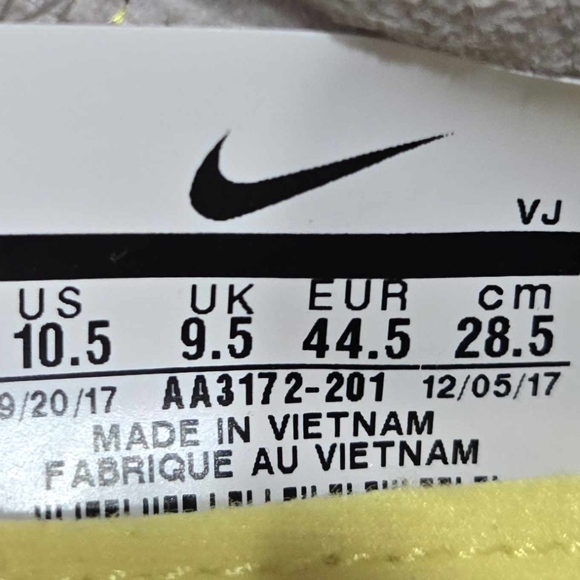 VJ
US UK EUR cm
10.5 9.5 44.5 28.5
9/20/17 AA3172-201 12/05/17
MADE IN VIETNAM
FABRIQUE AU VIETNAM